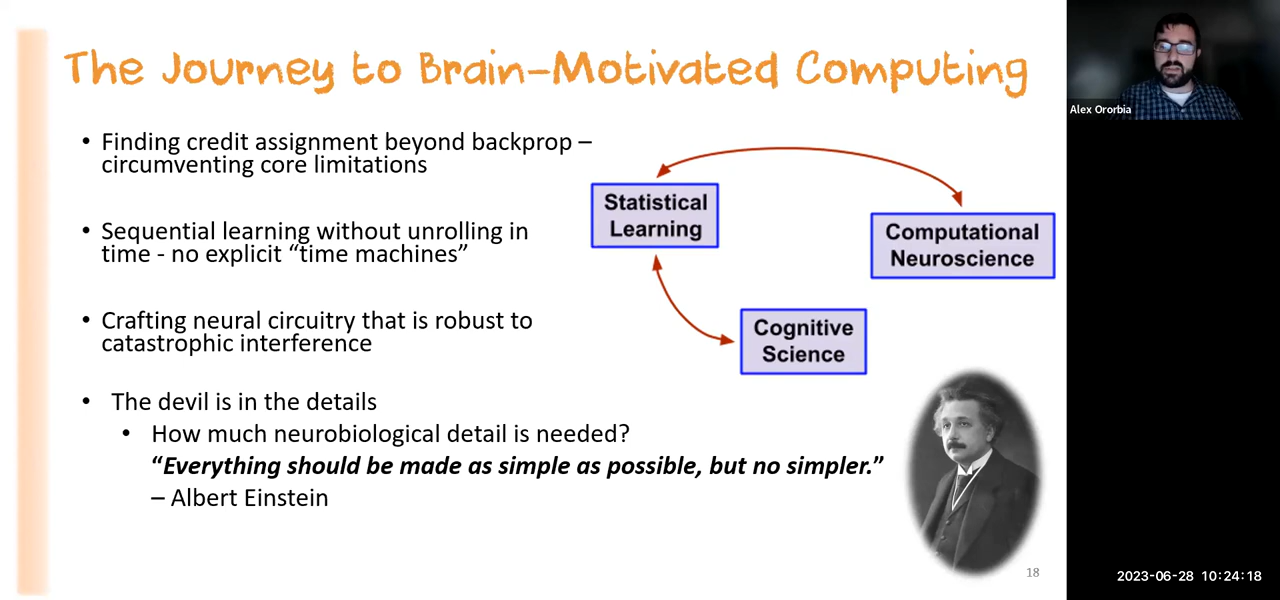 The Journey to Brain-Motivated Computing
• Finding credit assignment beyond backprop –
circumventing core limitations
• Sequential learning without unrolling in
time - no explicit “time machines”
• Crafting neural circuitry that is robust to
catastrophic interference
• The devil is in the details
• How much neurobiological detail is needed?
“Everything should be made as simple as possible, but no simpler.”
– Albert Einstein
Statistical
Learning
Computational
Neuroscience
Cognitive
Science
18
Alex Ororbia
2023-06-28 10:24:18